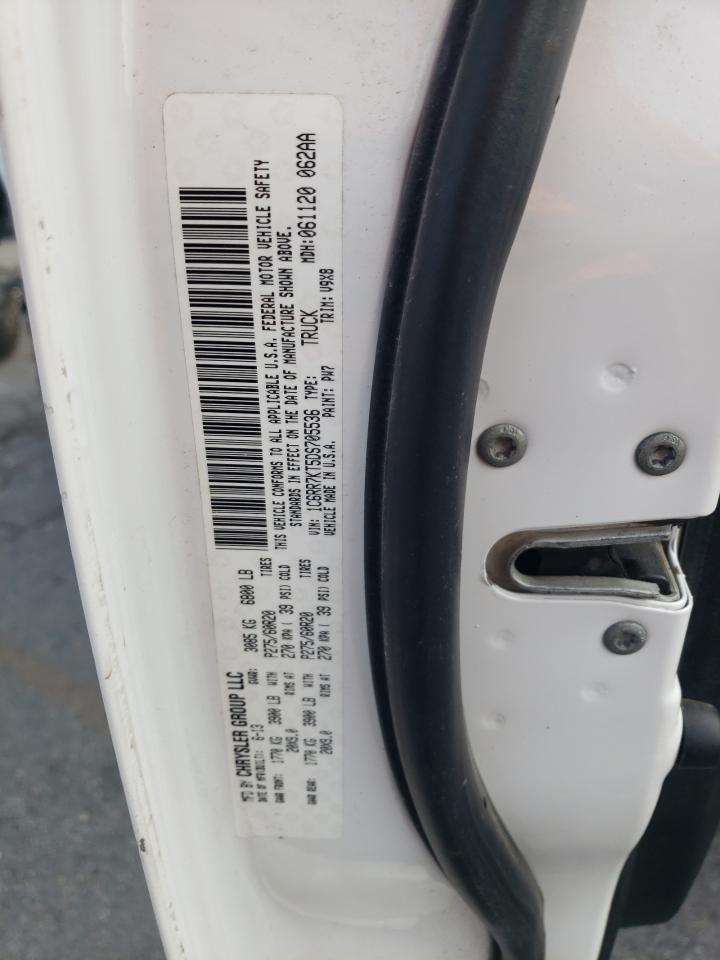 MFD BY CHRYSLER GROUP LLC
DATE OF MFR(BUILT): 6-13 GVWR: 3085 KG 6800 LB
GAWR FRONT: 1770 KG 3900 LB WITH P275/60R20 TIRES
20X9.0 RIMS AT 270 KPA ( 39 PSI) COLD
GAWR REAR: 1770 KG 3900 LB WITH P275/60R20 TIRES
20X9.0 RIMS AT 270 KPA ( 39 PSI) COLD
THIS VEHICLE CONFORMS TO ALL APPLICABLE U.S.A. FEDERAL MOTOR VEHICLE SAFETY
STANDARDS IN EFFECT ON THE DATE OF MANUFACTURE SHOWN ABOVE.
VIN: 1C6RR7KT5DS705536 TYPE: TRUCK MDH: 061120 062AA
VEHICLE MADE IN U.S.A. PAINT: PW7 TRIM: V9X8